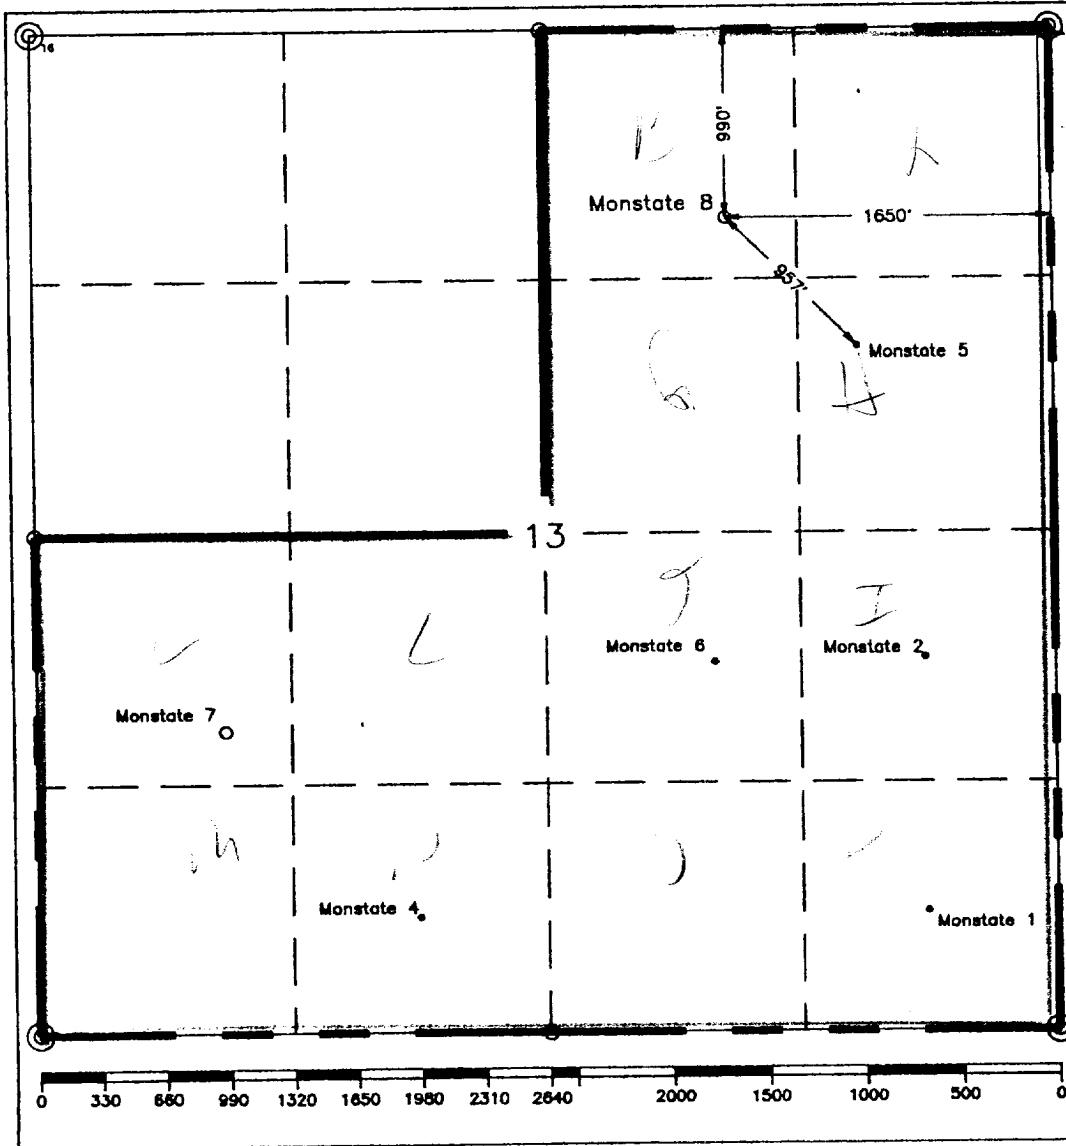 16
990'
B
A
Monstate 8
1650'
957'
Monstate 5
G
H
13
J
I
Monstate 6
Monstate 2
L
Monstate 7
M
Monstate 4
Monstate 1
0 330 660 990 1320 1650 1980 2310 2640 2000 1500 1000 500 0